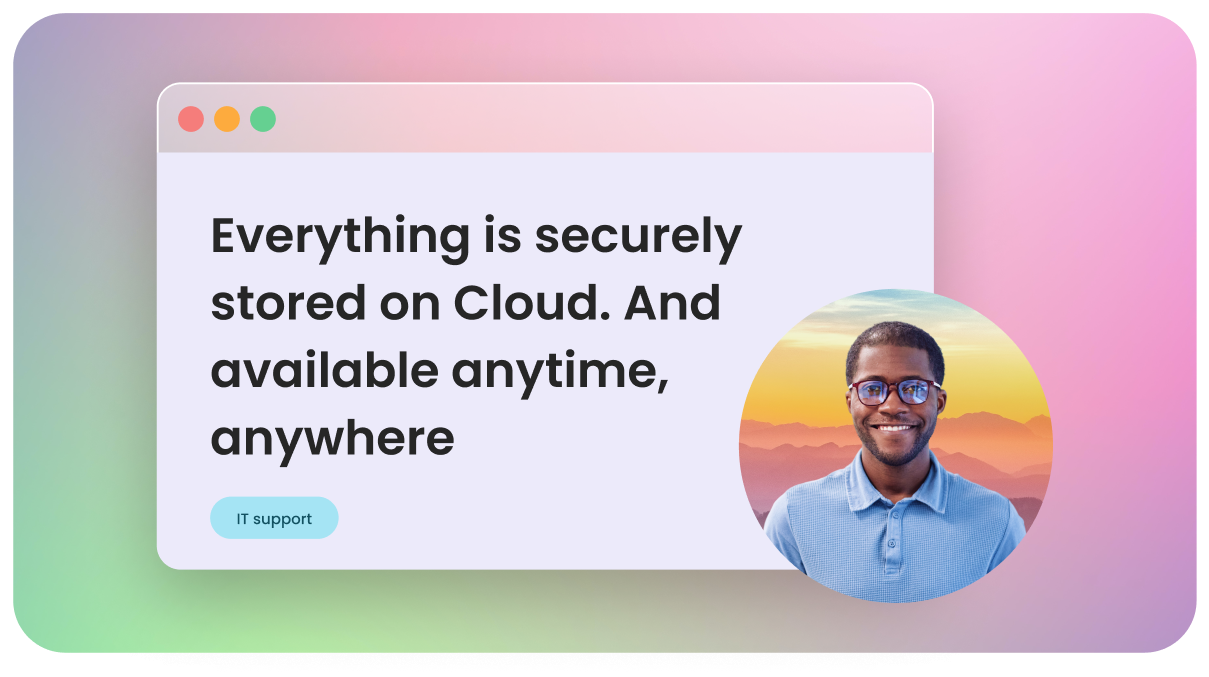 Everything is securely
stored on Cloud. And
available anytime,
anywhere
IT support